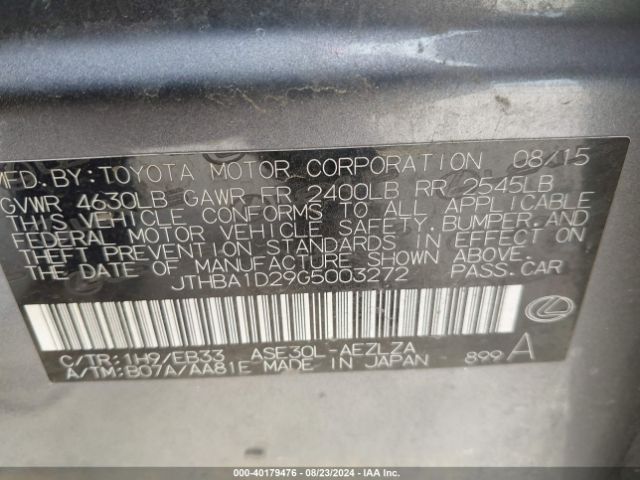 MFD. BY: TOYOTA MOTOR CORPORATION 08/15
GVWR 4630LB GAWR FR 2400LB RR 2545LB
THIS VEHICLE CONFORMS TO ALL APPLICABLE
FEDERAL MOTOR VEHICLE SAFETY, BUMPER, AND
THEFT PREVENTION STANDARDS IN EFFECT ON
THE DATE OF MANUFACTURE SHOWN ABOVE.
JTHBA1D29G5003272 PASS.CAR
C/TR:1H9/EB33 ASE30L-AEZLZA
A/TM:B07A/AA81E MADE IN JAPAN 899 A
000-40179476 - 08/23/2024 - IAA Inc.